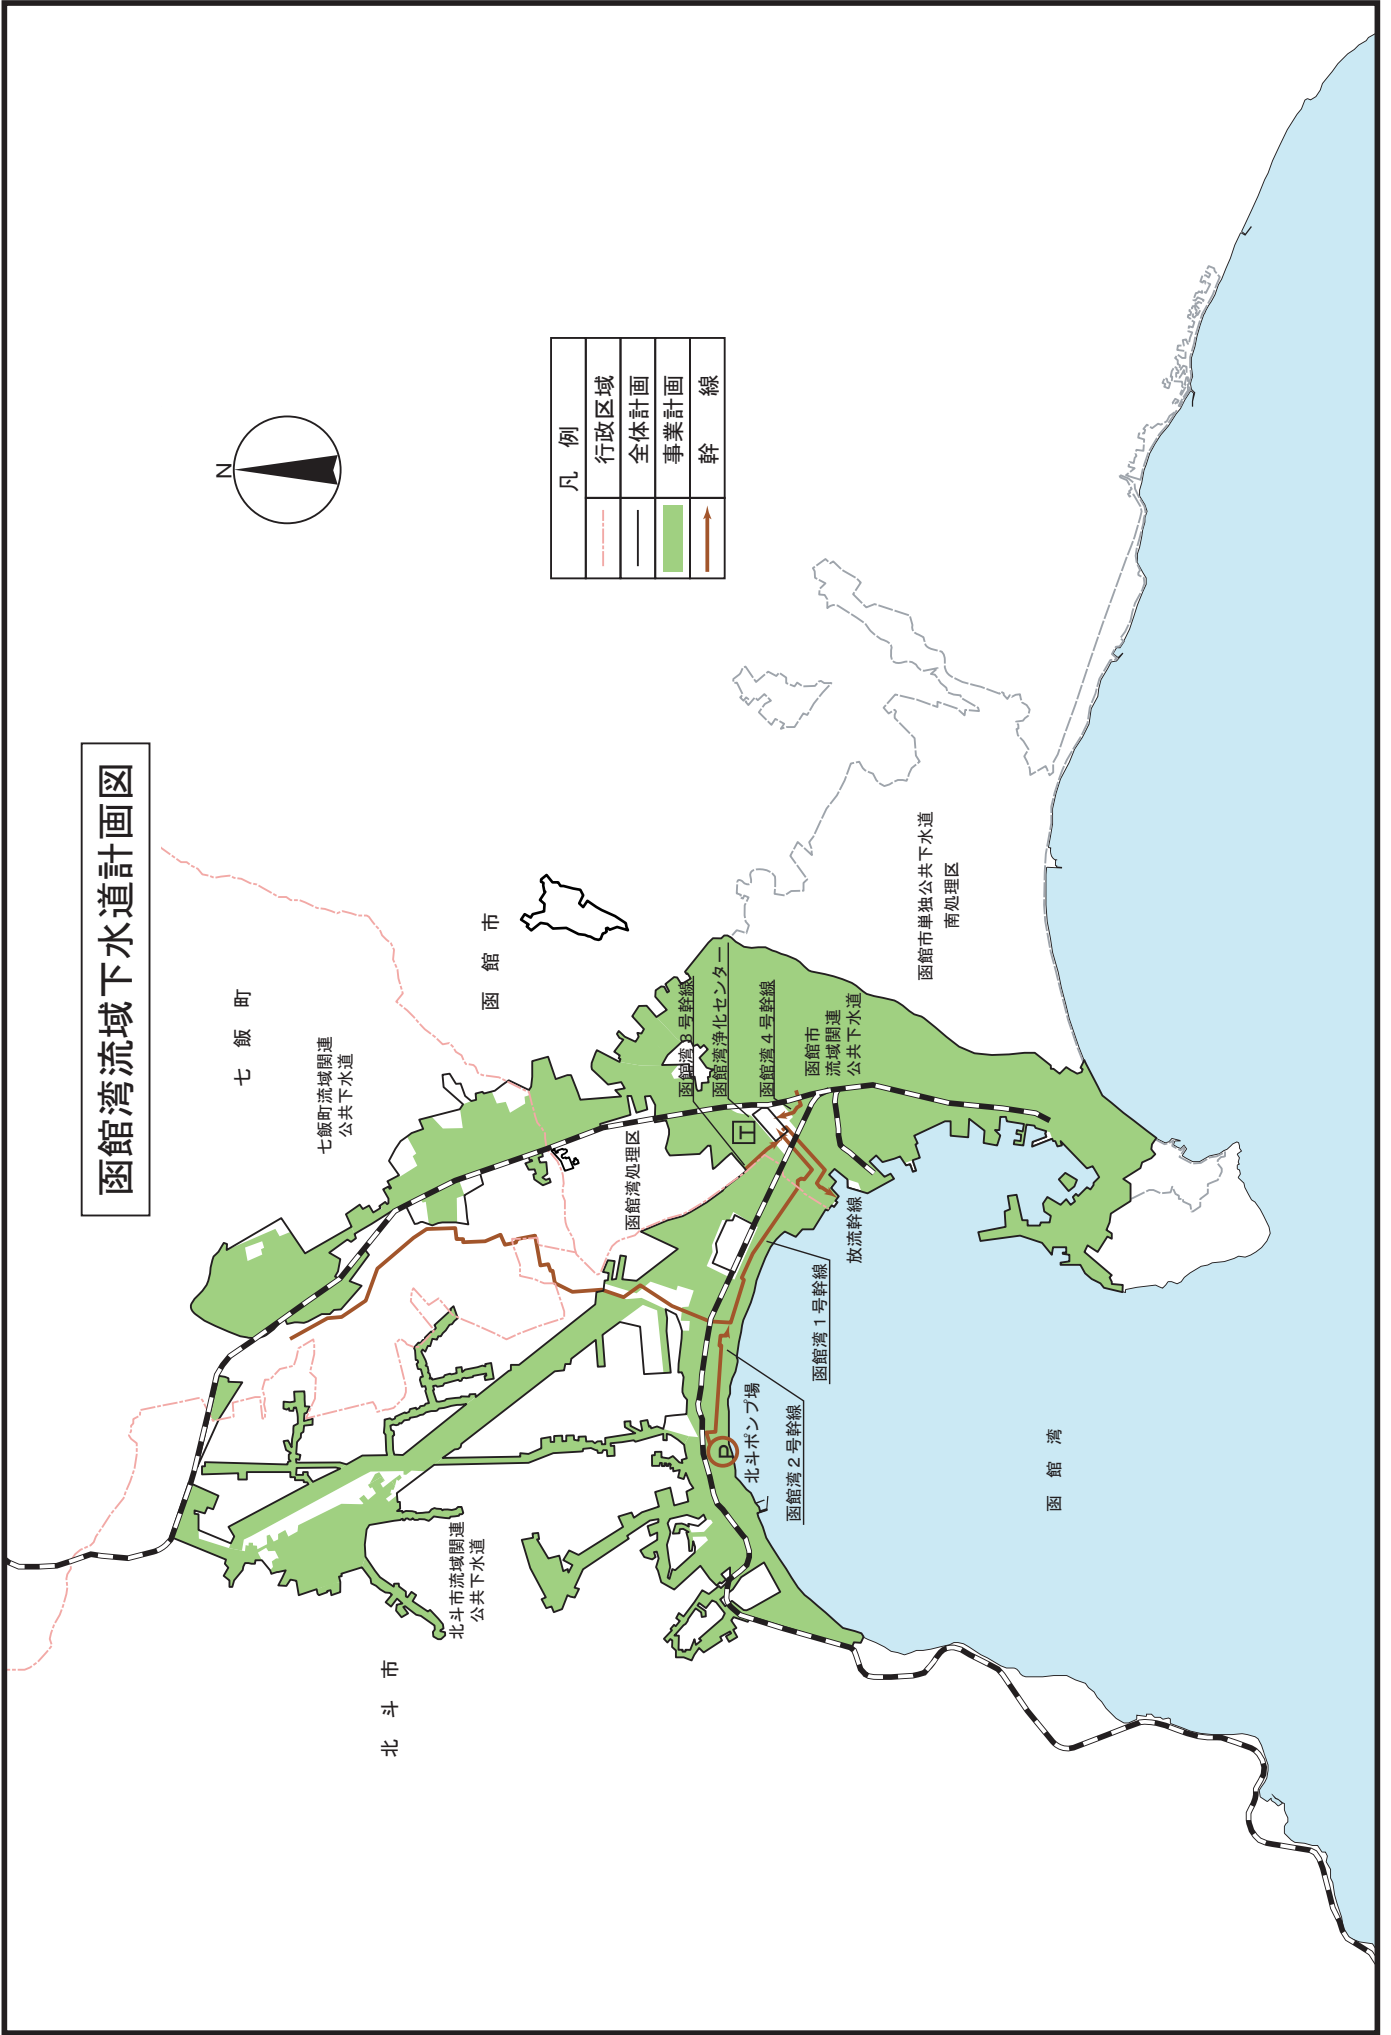 函館湾流域下水道計画図
N
凡例
行政区域
全体計画
事業計画
幹線
七飯町
函館市
七飯町流域関連
公共下水道
函館湾処理区
函館湾3号幹線
函館湾浄化センター
函館湾4号幹線
T
函館市
流域関連
公共下水道
函館市単独公共下水道
南処理区
放流幹線
函館湾1号幹線
P
北斗ポンプ場
函館湾2号幹線
北斗市流域関連
公共下水道
北斗市
函館湾